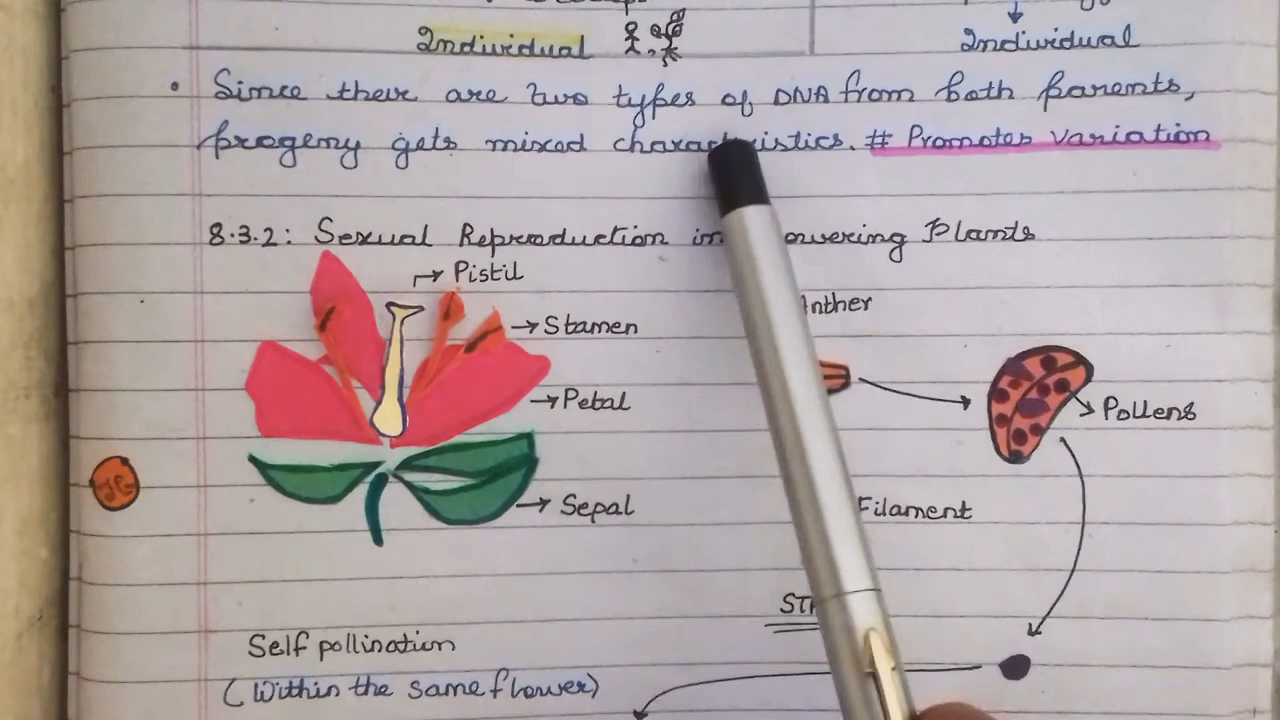 Individual
Individual
• Since there are two types of DNA from both parents,
progeny gets mixed characteristics. # Promotes variation
8.3.2: Sexual Reproduction in owering Plants
Pistil
Stamen
Anther
Petal
Pollens
Sepal
Filament
STA
Self pollination
(Within the same flower)